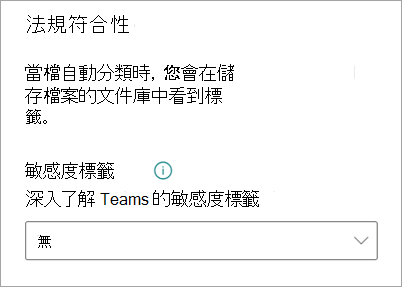 法規符合性
當檔自動分類時，您會在儲
存檔案的文件庫中看到標
籤。
敏感度標籤
深入了解 Teams 的敏感度標籤
無